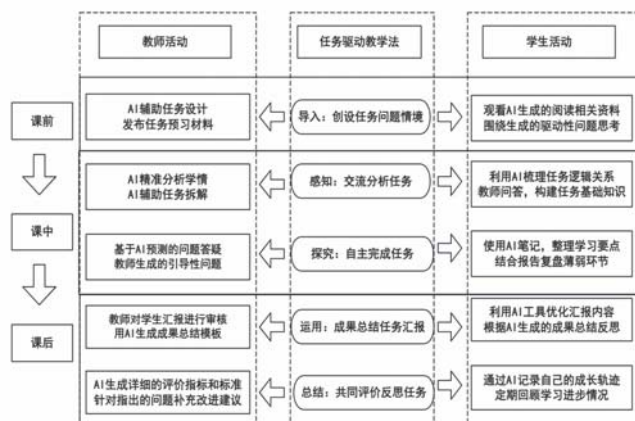 教师活动
任务驱动教学法
学生活动
课前
AI辅助任务设计
发布任务预习材料
导入：创设任务问题情境
观看AI生成的阅读相关资料
围绕生成的驱动性问题思考
课中
AI精准分析学情
AI辅助任务拆解
感知：交流分析任务
利用AI梳理任务逻辑关系
教师问答，构建任务基础知识
基于AI预测的问题答疑
教师生成的引导性问题
探究：自主完成任务
使用AI笔记，整理学习要点
结合报告复盘薄弱环节
课后
教师对学生汇报进行审核
用AI生成成果总结模板
运用：成果总结任务汇报
利用AI工具优化汇报内容
根据AI生成的成果总结反思
AI生成详细的评价指标和标准
针对指出的问题补充改进建议
总结：共同评价反思任务
通过AI记录自己的成长轨迹
定期回顾学习进步情况